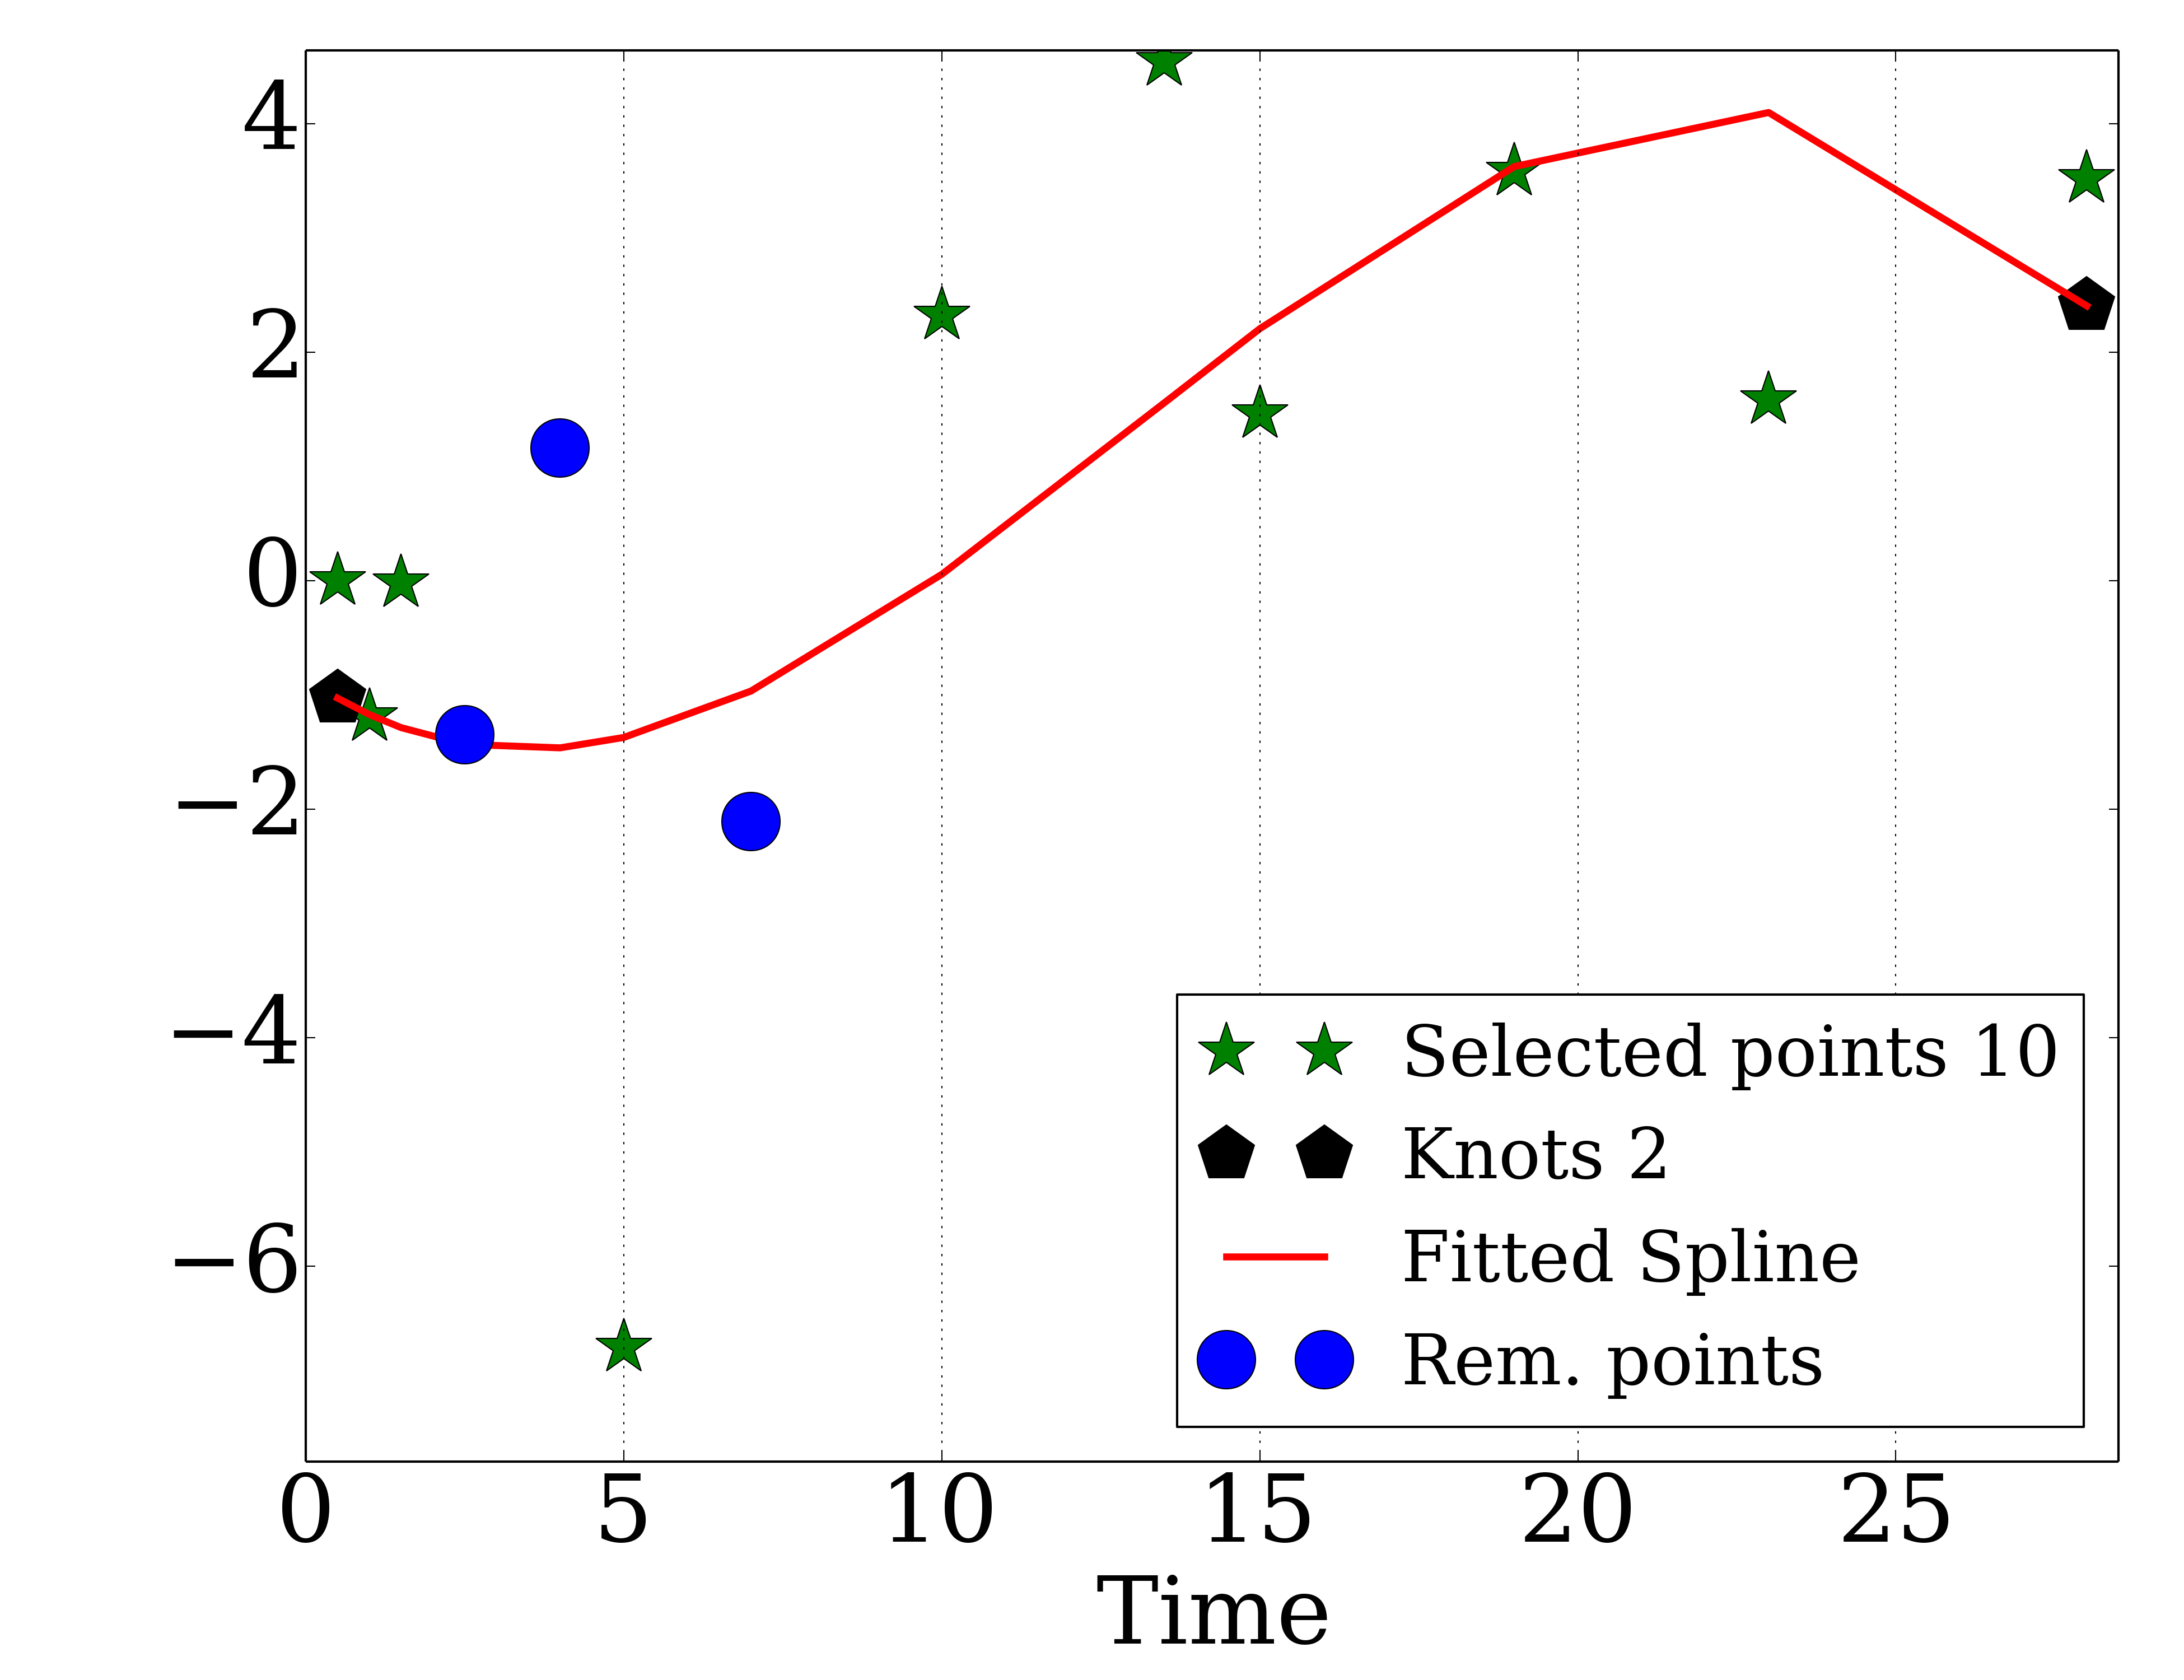 4
2
0
−2
−4
−6
Selected points 10
Knots 2
Fitted Spline
Rem. points
0 5 10 15 20 25
Time